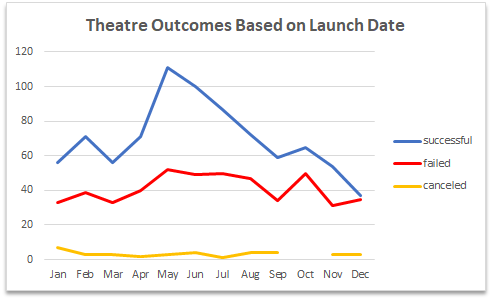 Theatre Outcomes Based on Launch Date
120
100
80
60
40
20
0
Jan Feb Mar Apr May Jun Jul Aug Sep Oct Nov Dec
successful
failed
canceled